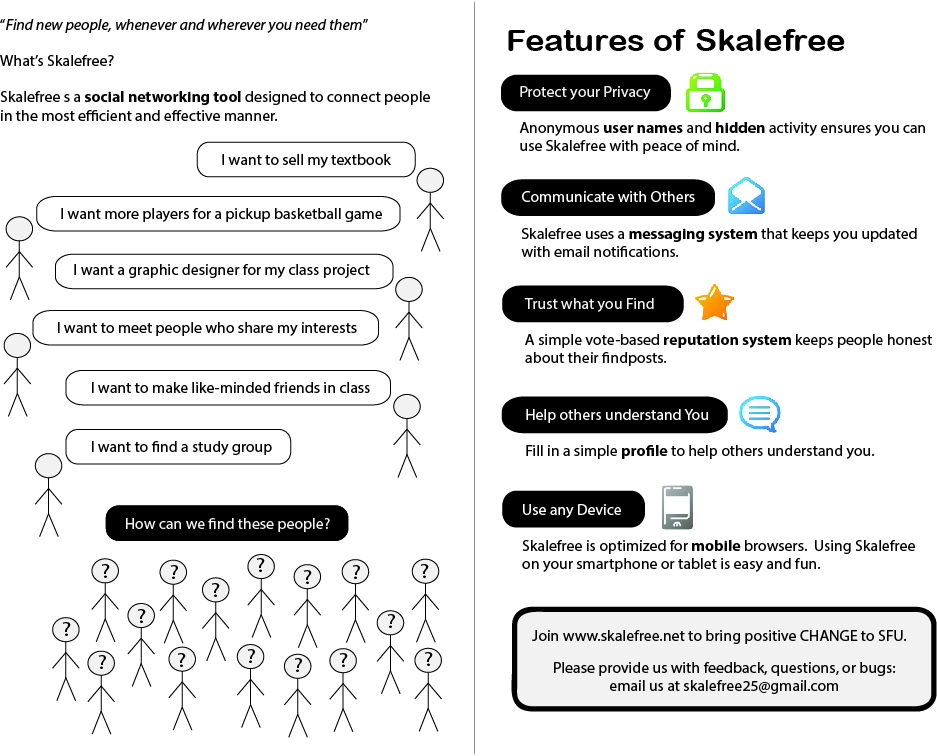 “Find new people, whenever and wherever you need them”
What’s Skalefree?
Skalefree s a social networking tool designed to connect people
in the most efficient and effective manner.
I want to sell my textbook
I want more players for a pickup basketball game
I want a graphic designer for my class project
I want to meet people who share my interests
I want to make like-minded friends in class
I want to find a study group
How can we find these people?
? ? ? ? ? ? ?
? ? ? ?
? ? ? ? ? ?
Features of Skalefree
Protect your Privacy
Anonymous user names and hidden activity ensures you can
use Skalefree with peace of mind.
Communicate with Others
Skalefree uses a messaging system that keeps you updated
with email notifications.
Trust what you Find
A simple vote-based reputation system keeps people honest
about their findposts.
Help others understand You
Fill in a simple profile to help others understand you.
Use any Device
Skalefree is optimized for mobile browsers.  Using Skalefree
on your smartphone or tablet is easy and fun.
Join www.skalefree.net to bring positive CHANGE to SFU.
Please provide us with feedback, questions, or bugs:
email us at skalefree25@gmail.com